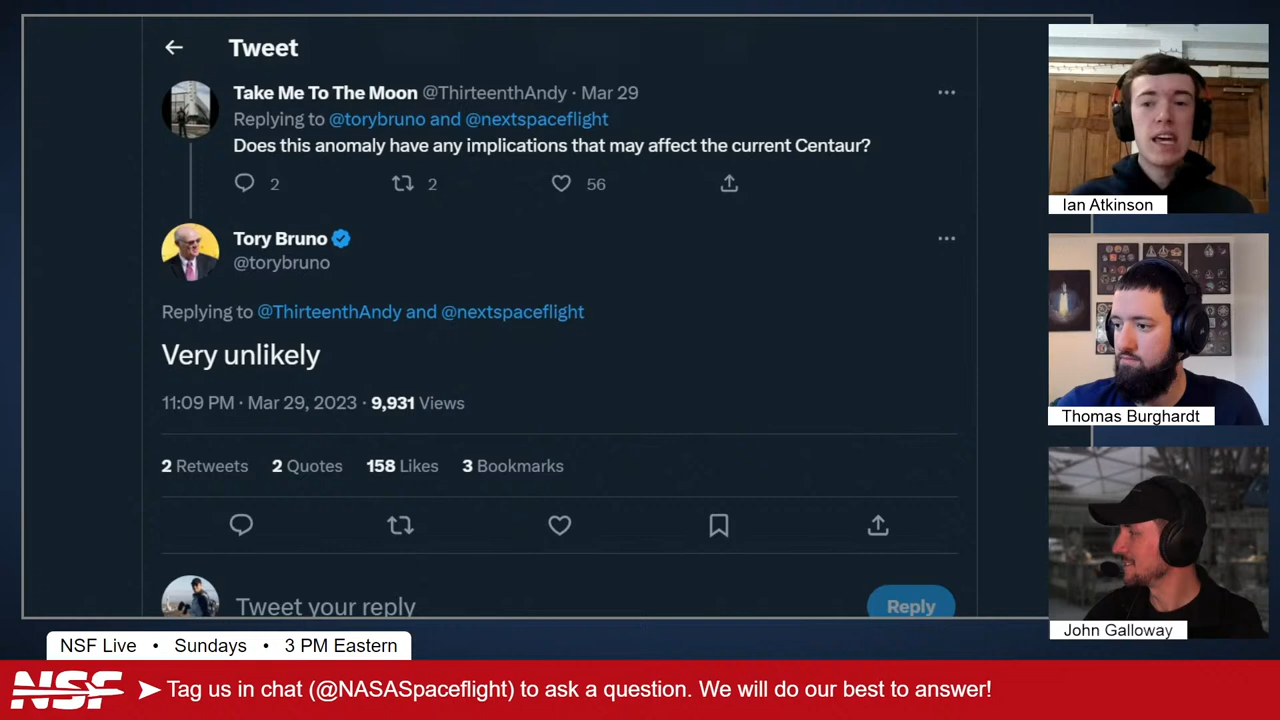 Tweet
Take Me To The Moon @ThirteenthAndy · Mar 29
Replying to @torybruno and @nextspaceflight
Does this anomaly have any implications that may affect the current Centaur?
2 2 56
Tory Bruno
@torybruno
Replying to @ThirteenthAndy and @nextspaceflight
Very unlikely
11:09 PM · Mar 29, 2023 · 9,931 Views
2 Retweets 2 Quotes 158 Likes 3 Bookmarks
Tweet your reply
Reply
Ian Atkinson
Thomas Burghardt
John Galloway
NSF Live • Sundays • 3 PM Eastern
NSF
Tag us in chat (@NASASpaceflight) to ask a question. We will do our best to answer!